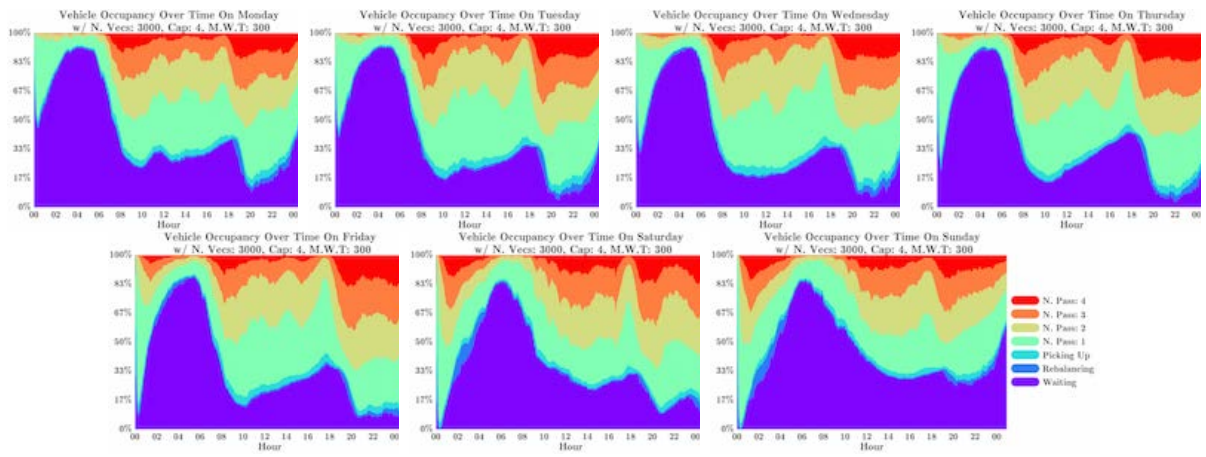 Vehicle Occupancy Over Time On Monday
w/ N. Vecs: 3000, Cap: 4, M.W.T: 300
Vehicle Occupancy Over Time On Tuesday
w/ N. Vecs: 3000, Cap: 4, M.W.T: 300
Vehicle Occupancy Over Time On Wednesday
w/ N. Vecs: 3000, Cap: 4, M.W.T: 300
Vehicle Occupancy Over Time On Thursday
w/ N. Vecs: 3000, Cap: 4, M.W.T: 300
100%
83%
67%
50%
33%
17%
0%
00 02 04 06 08 10 12 14 16 18 20 22 00
Hour
100%
83%
67%
50%
33%
17%
0%
00 02 04 06 08 10 12 14 16 18 20 22 00
Hour
100%
83%
67%
50%
33%
17%
0%
00 02 04 06 08 10 12 14 16 18 20 22 00
Hour
100%
83%
67%
50%
33%
17%
0%
00 02 04 06 08 10 12 14 16 18 20 22 00
Hour
Vehicle Occupancy Over Time On Friday
w/ N. Vecs: 3000, Cap: 4, M.W.T: 300
Vehicle Occupancy Over Time On Saturday
w/ N. Vecs: 3000, Cap: 4, M.W.T: 300
Vehicle Occupancy Over Time On Sunday
w/ N. Vecs: 3000, Cap: 4, M.W.T: 300
100%
83%
67%
50%
33%
17%
0%
00 02 04 06 08 10 12 14 16 18 20 22 00
Hour
100%
83%
67%
50%
33%
17%
0%
00 02 04 06 08 10 12 14 16 18 20 22 00
Hour
100%
83%
67%
50%
33%
17%
0%
00 02 04 06 08 10 12 14 16 18 20 22 00
Hour
N. Pass: 4
N. Pass: 3
N. Pass: 2
N. Pass: 1
Picking Up
Rebalancing
Waiting